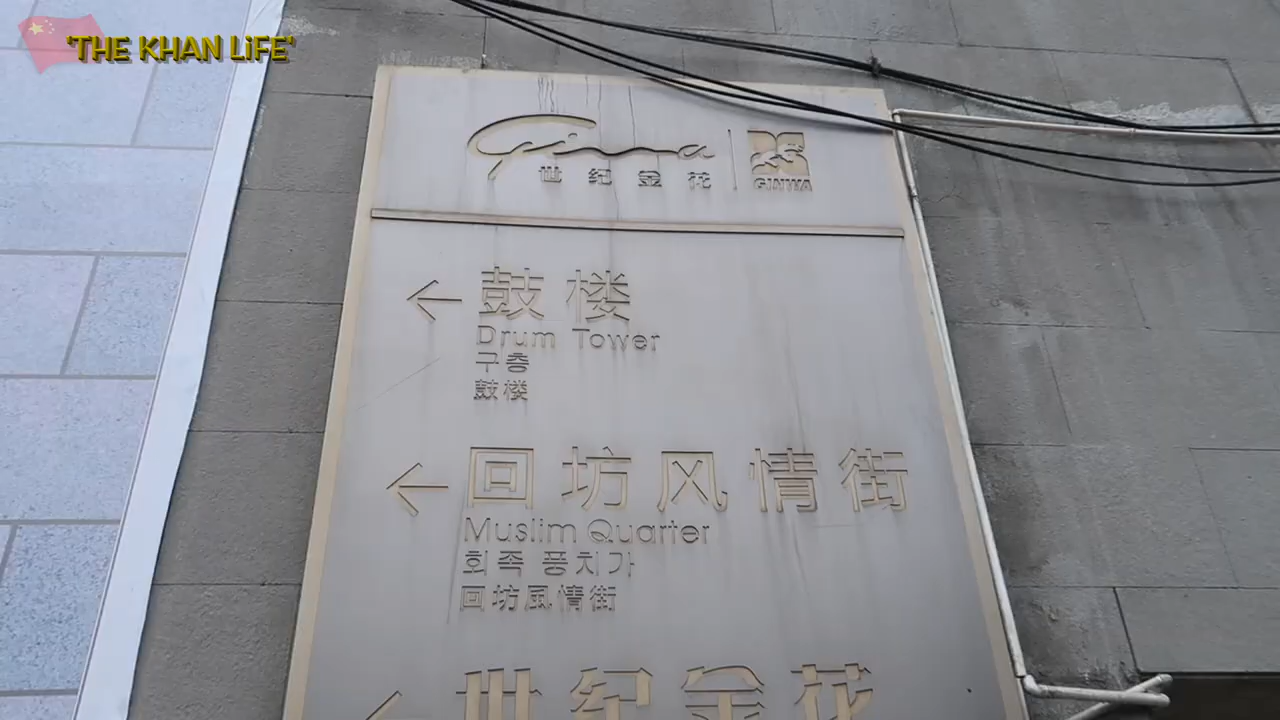 'THE KHAN LiFE'
Ginwa
世纪金花
GINWA
← 鼓楼
Drum Tower
구층
鼓楼
← 回坊风情街
Muslim Quarter
회족 풍치가
回坊風情街
← 世纪金花